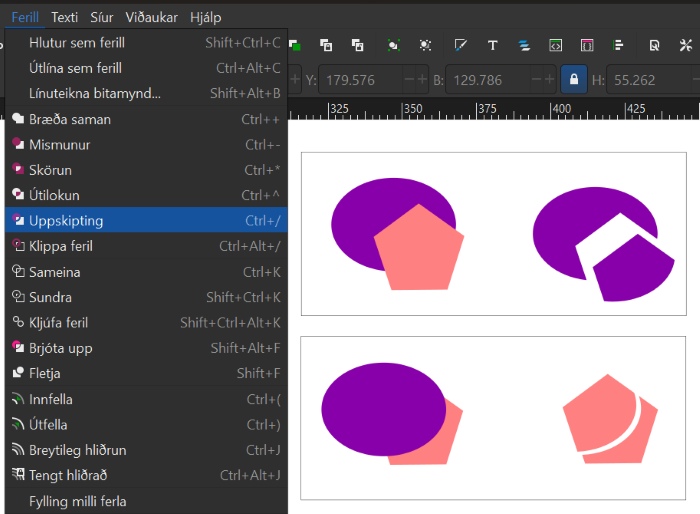 Ferill Texti Síur Viðaukar Hjálp
Hlutur sem ferill Shift+Ctrl+C
Útlína sem ferill Ctrl+Alt+C
Línuteikna bitamynd... Shift+Alt+B
Y: 179.576 B: 129.786 H: 55.262
325 350 375 400 425
Bræða saman Ctrl++
Mismunur Ctrl+-
Skörun Ctrl+*
Útilokun Ctrl+^
Uppskipting Ctrl+/
Klippa feril Ctrl+Alt+/
Sameina Ctrl+K
Sundra Shift+Ctrl+K
Kljúfa feril Shift+Ctrl+Alt+K
Brjóta upp Shift+Alt+F
Fletja Shift+F
Innfella Ctrl+(
Útfella Ctrl+)
Breytileg hliðrun Ctrl+J
Tengt hliðrað Ctrl+Alt+J
Fylling milli ferla